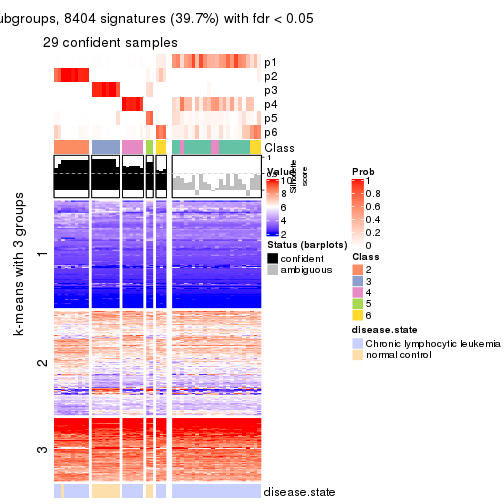 ubgroups, 8404 signatures (39.7%) with fdr < 0.05
29 confident samples
p1
p2
p3
p4
p5
p6
Class
1
Silhouette
score
Value
10
8
6
4
2
Status (barplots)
confident
ambiguous
Prob
1
0.8
0.6
0.4
0.2
0
Class
2
3
4
5
6
disease.state
Chronic lymphocytic leukemia
normal control
k-means with 3 groups
1
2
3
disease.state